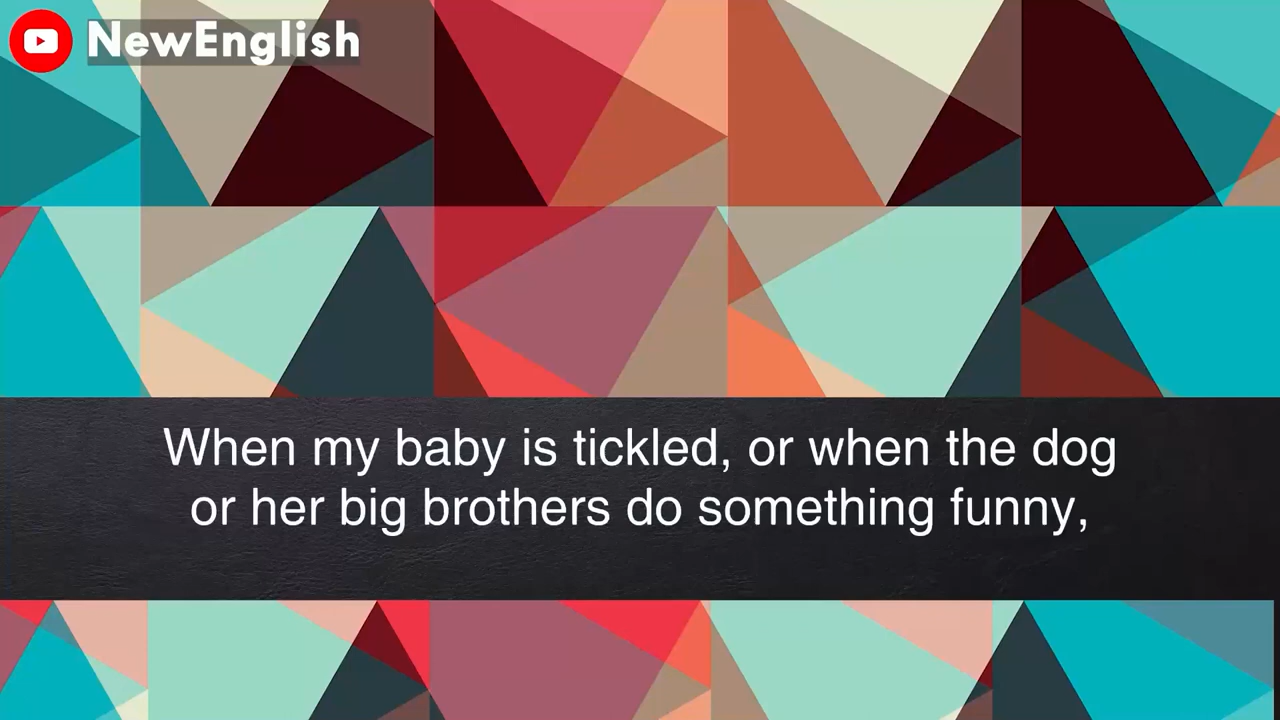 NewEnglish
When my baby is tickled, or when the dog
or her big brothers do something funny,